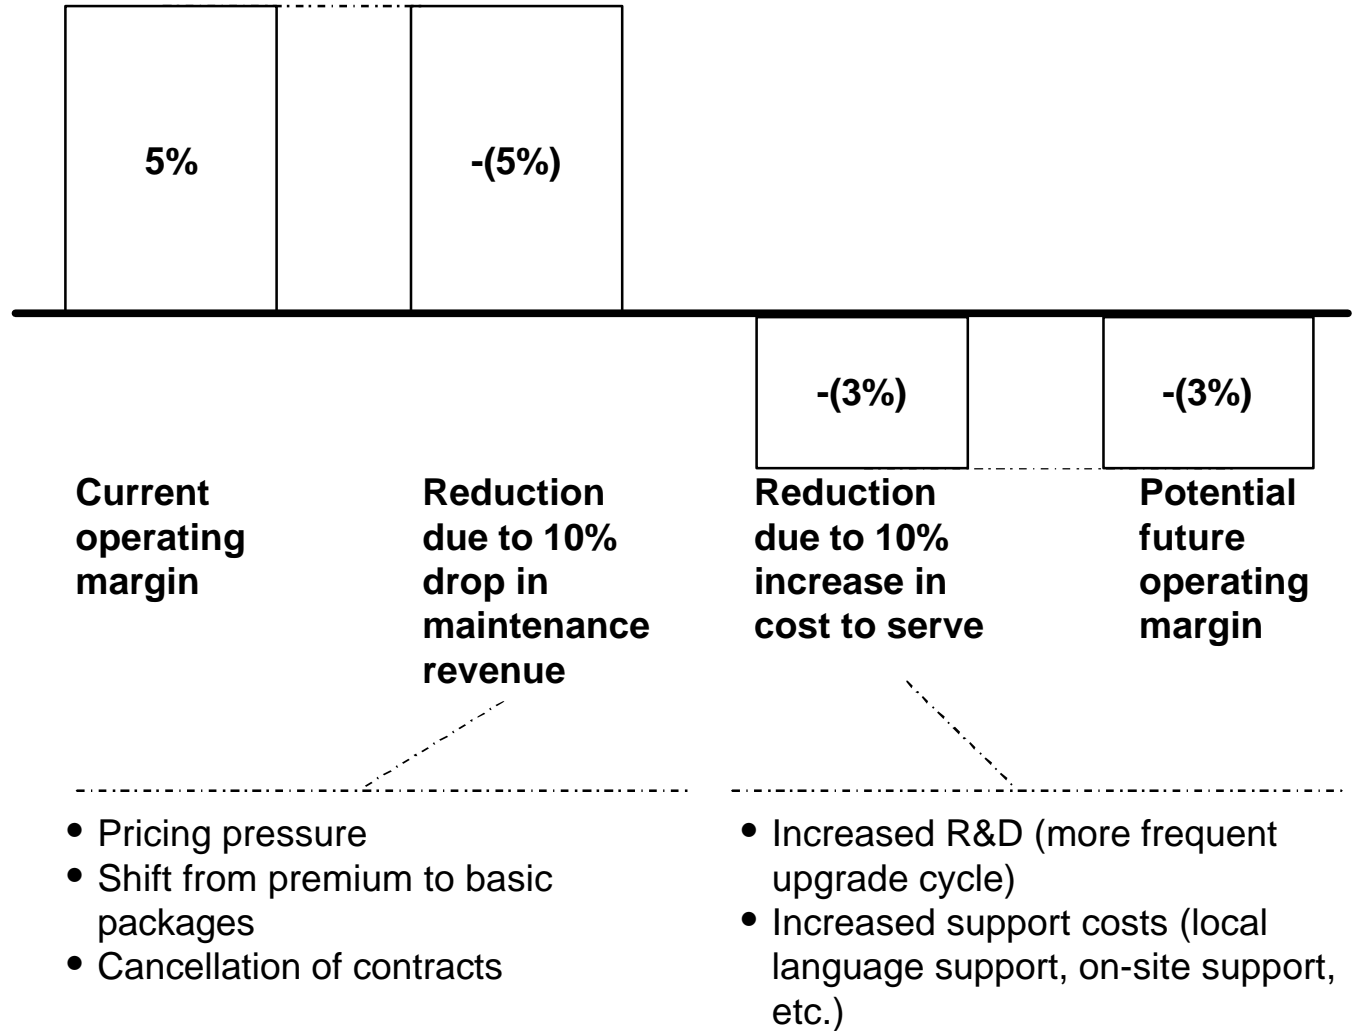 5%
-(5%)
-(3%)
-(3%)
Current
operating
margin
Reduction
due to 10%
drop in
maintenance
revenue
Reduction
due to 10%
increase in
cost to serve
Potential
future
operating
margin
• Pricing pressure
• Shift from premium to basic
packages
• Cancellation of contracts
• Increased R&D (more frequent
upgrade cycle)
• Increased support costs (local
language support, on-site support,
etc.)